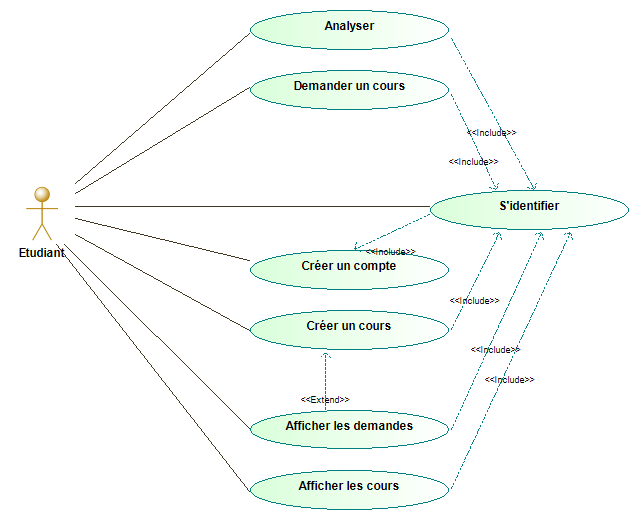 Analyser
Demander un cours
<<Include>>
<<Include>>
S'identifier
Etudiant
<<Include>>
Créer un compte
<<Include>>
Créer un cours
<<Include>>
<<Include>>
<<Extend>>
Afficher les demandes
Afficher les cours